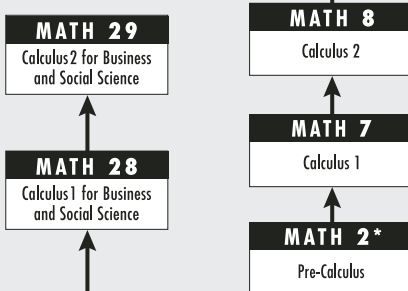 MATH 29
Calculus 2 for Business
and Social Science
MATH 28
Calculus 1 for Business
and Social Science
MATH 8
Calculus 2
MATH 7
Calculus 1
MATH 2*
Pre-Calculus